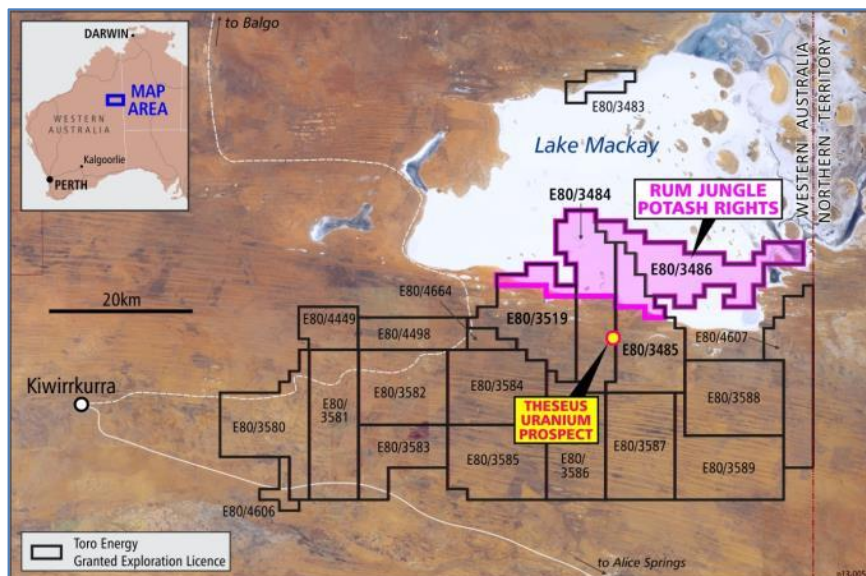 to Balgo
DARWIN
MAP
AREA
WESTERN
AUSTRALIA
Kalgoorlie
PERTH
E80/3483
Lake Mackay
WESTERN AUSTRALIA
NORTHERN TERRITORY
E80/3484
RUM JUNGLE
POTASH RIGHTS
E80/3486
20km
E80/4664
E80/4449
E80/4498
E80/3519
E80/3485
E80/4607
Kiwirrkurra
E80/3580
E80/
3581
E80/3582
E80/3584
THESEUS
URANIUM
PROSPECT
E80/3588
E80/3583
E80/3585
E80/
3586
E80/3587
E80/3589
E80/4606
Toro Energy
Granted Exploration Licence
to Alice Springs